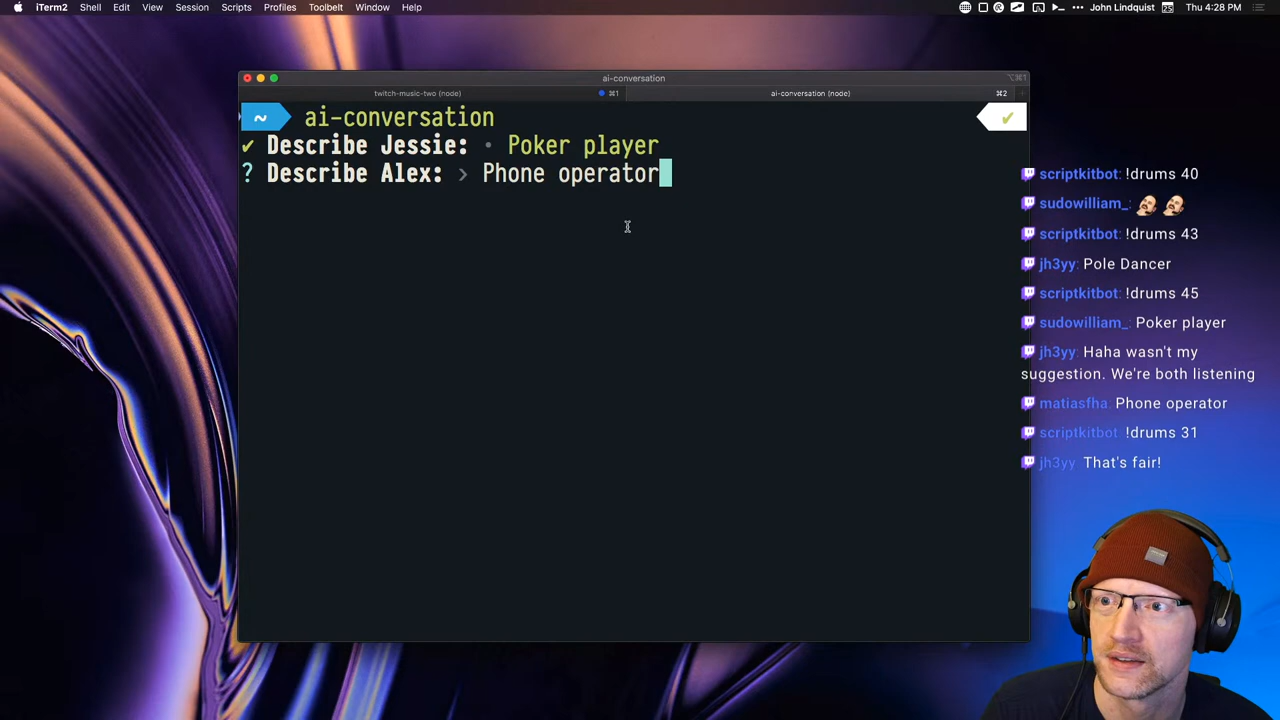 iTerm2 Shell Edit View Session Scripts Profiles Toolbelt Window Help John Lindquist Thu 4:28 PM
ai-conversation ⌥⌘1
twitch-music-two (node) ⌘1 ai-conversation (node) ⌘2
~ ai-conversation ✔
✔ Describe Jessie: · Poker player
? Describe Alex: › Phone operator
scriptkitbot: !drums 40
sudowilliam_:
scriptkitbot: !drums 43
jh3yy: Pole Dancer
scriptkitbot: !drums 45
sudowilliam_: Poker player
jh3yy: Haha wasn't my
suggestion. We're both listening
matiasfha: Phone operator
scriptkitbot: !drums 31
jh3yy: That's fair!